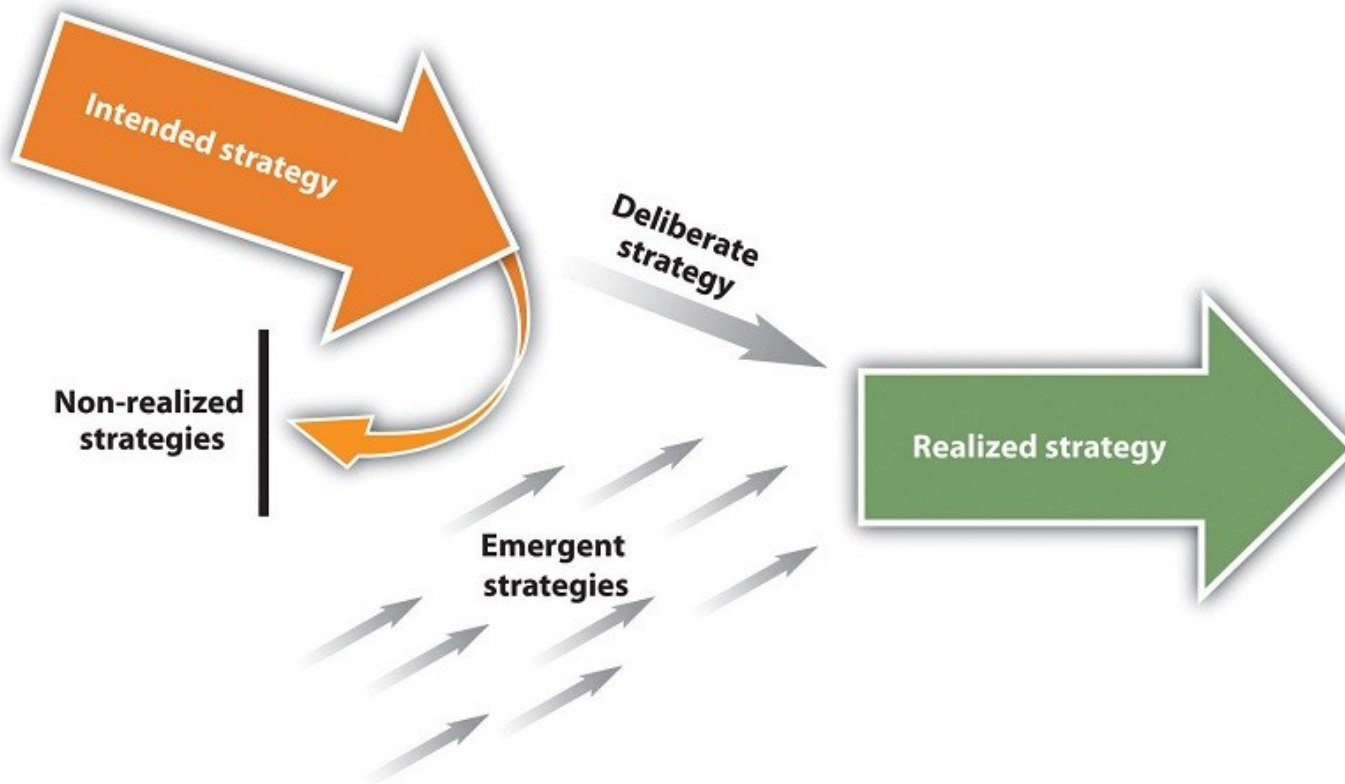 Intended strategy
Deliberate
strategy
Non-realized
strategies
Realized strategy
Emergent
strategies